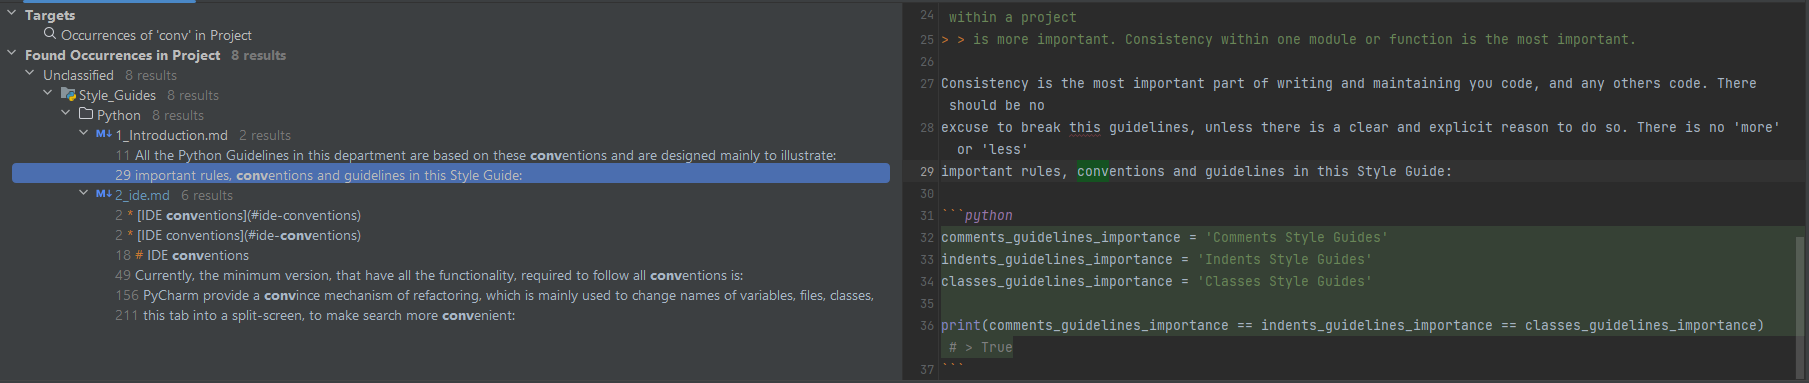 Targets
Occurrences of 'conv' in Project
Found Occurrences in Project 8 results
Unclassified 8 results
Style_Guides 8 results
Python 8 results
1_Introduction.md 2 results
11 All the Python Guidelines in this department are based on these conventions and are designed mainly to illustrate:
29 important rules, conventions and guidelines in this Style Guide:
2_ide.md 6 results
2 * [IDE conventions](#ide-conventions)
2 * [IDE conventions](#ide-conventions)
18 # IDE conventions
49 Currently, the minimum version, that have all the functionality, required to follow all conventions is:
156 PyCharm provide a convince mechanism of refactoring, which is mainly used to change names of variables, files, classes,
211 this tab into a split-screen, to make search more convenient:
24 within a project
25 > > is more important. Consistency within one module or function is the most important.
26
27 Consistency is the most important part of writing and maintaining you code, and any others code. There
should be no
28 excuse to break this guidelines, unless there is a clear and explicit reason to do so. There is no 'more'
or 'less'
29 important rules, conventions and guidelines in this Style Guide:
30
31 ```python
32 comments_guidelines_importance = 'Comments Style Guides'
33 indents_guidelines_importance = 'Indents Style Guides'
34 classes_guidelines_importance = 'Classes Style Guides'
35
36 print(comments_guidelines_importance == indents_guidelines_importance == classes_guidelines_importance)
# > True
37 ```